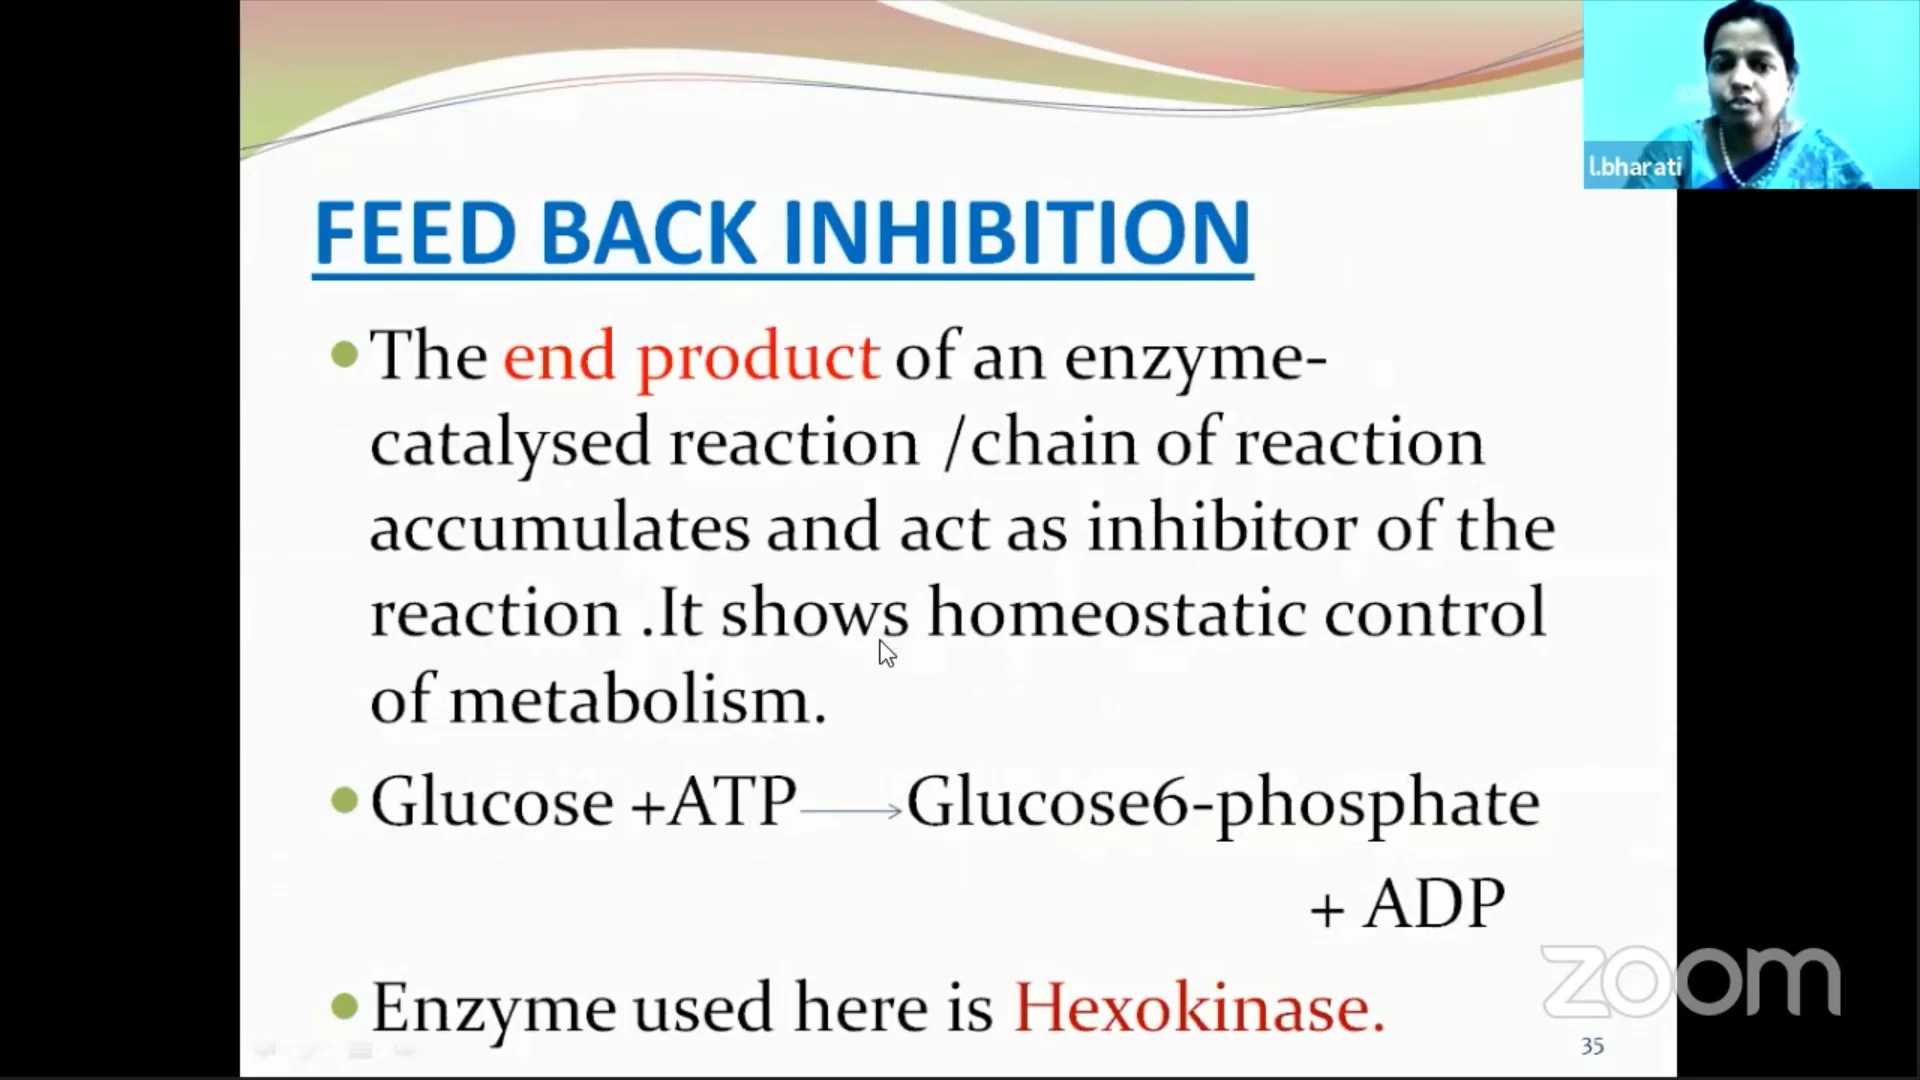 l.bharati
FEED BACK INHIBITION
The end product of an enzyme-
catalysed reaction /chain of reaction
accumulates and act as inhibitor of the
reaction .It shows homeostatic control
of metabolism.
Glucose +ATP → Glucose6-phosphate
+ ADP
Enzyme used here is Hexokinase.
zoom
35